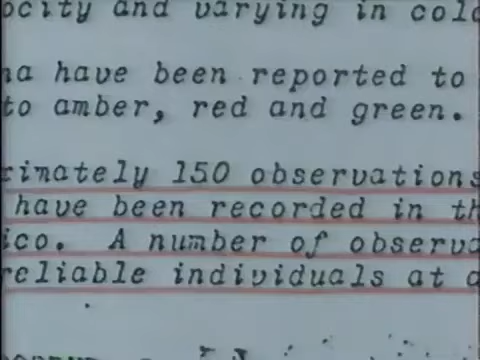 ocity and varying in colo
na have been reported to
to amber, red and green.
rimately 150 observations
have been recorded in th
ico. A number of observa
reliable individuals at a